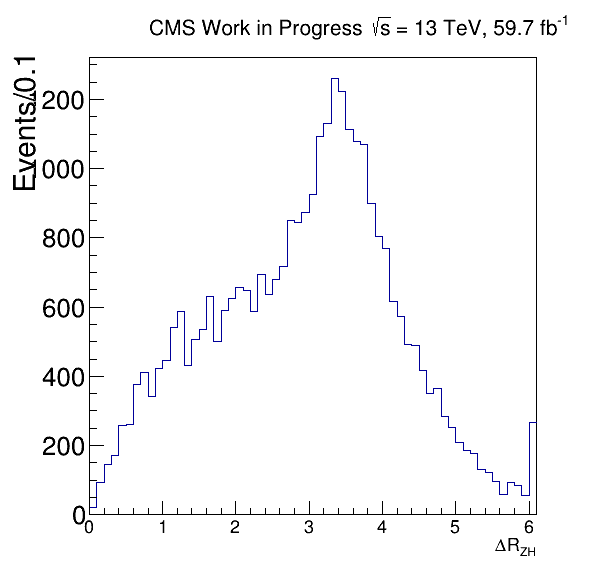 CMS Work in Progress √s = 13 TeV, 59.7 fb⁻¹
Events/0.1
1200
1000
800
600
400
200
0
0 1 2 3 4 5 6
ΔR_ZH